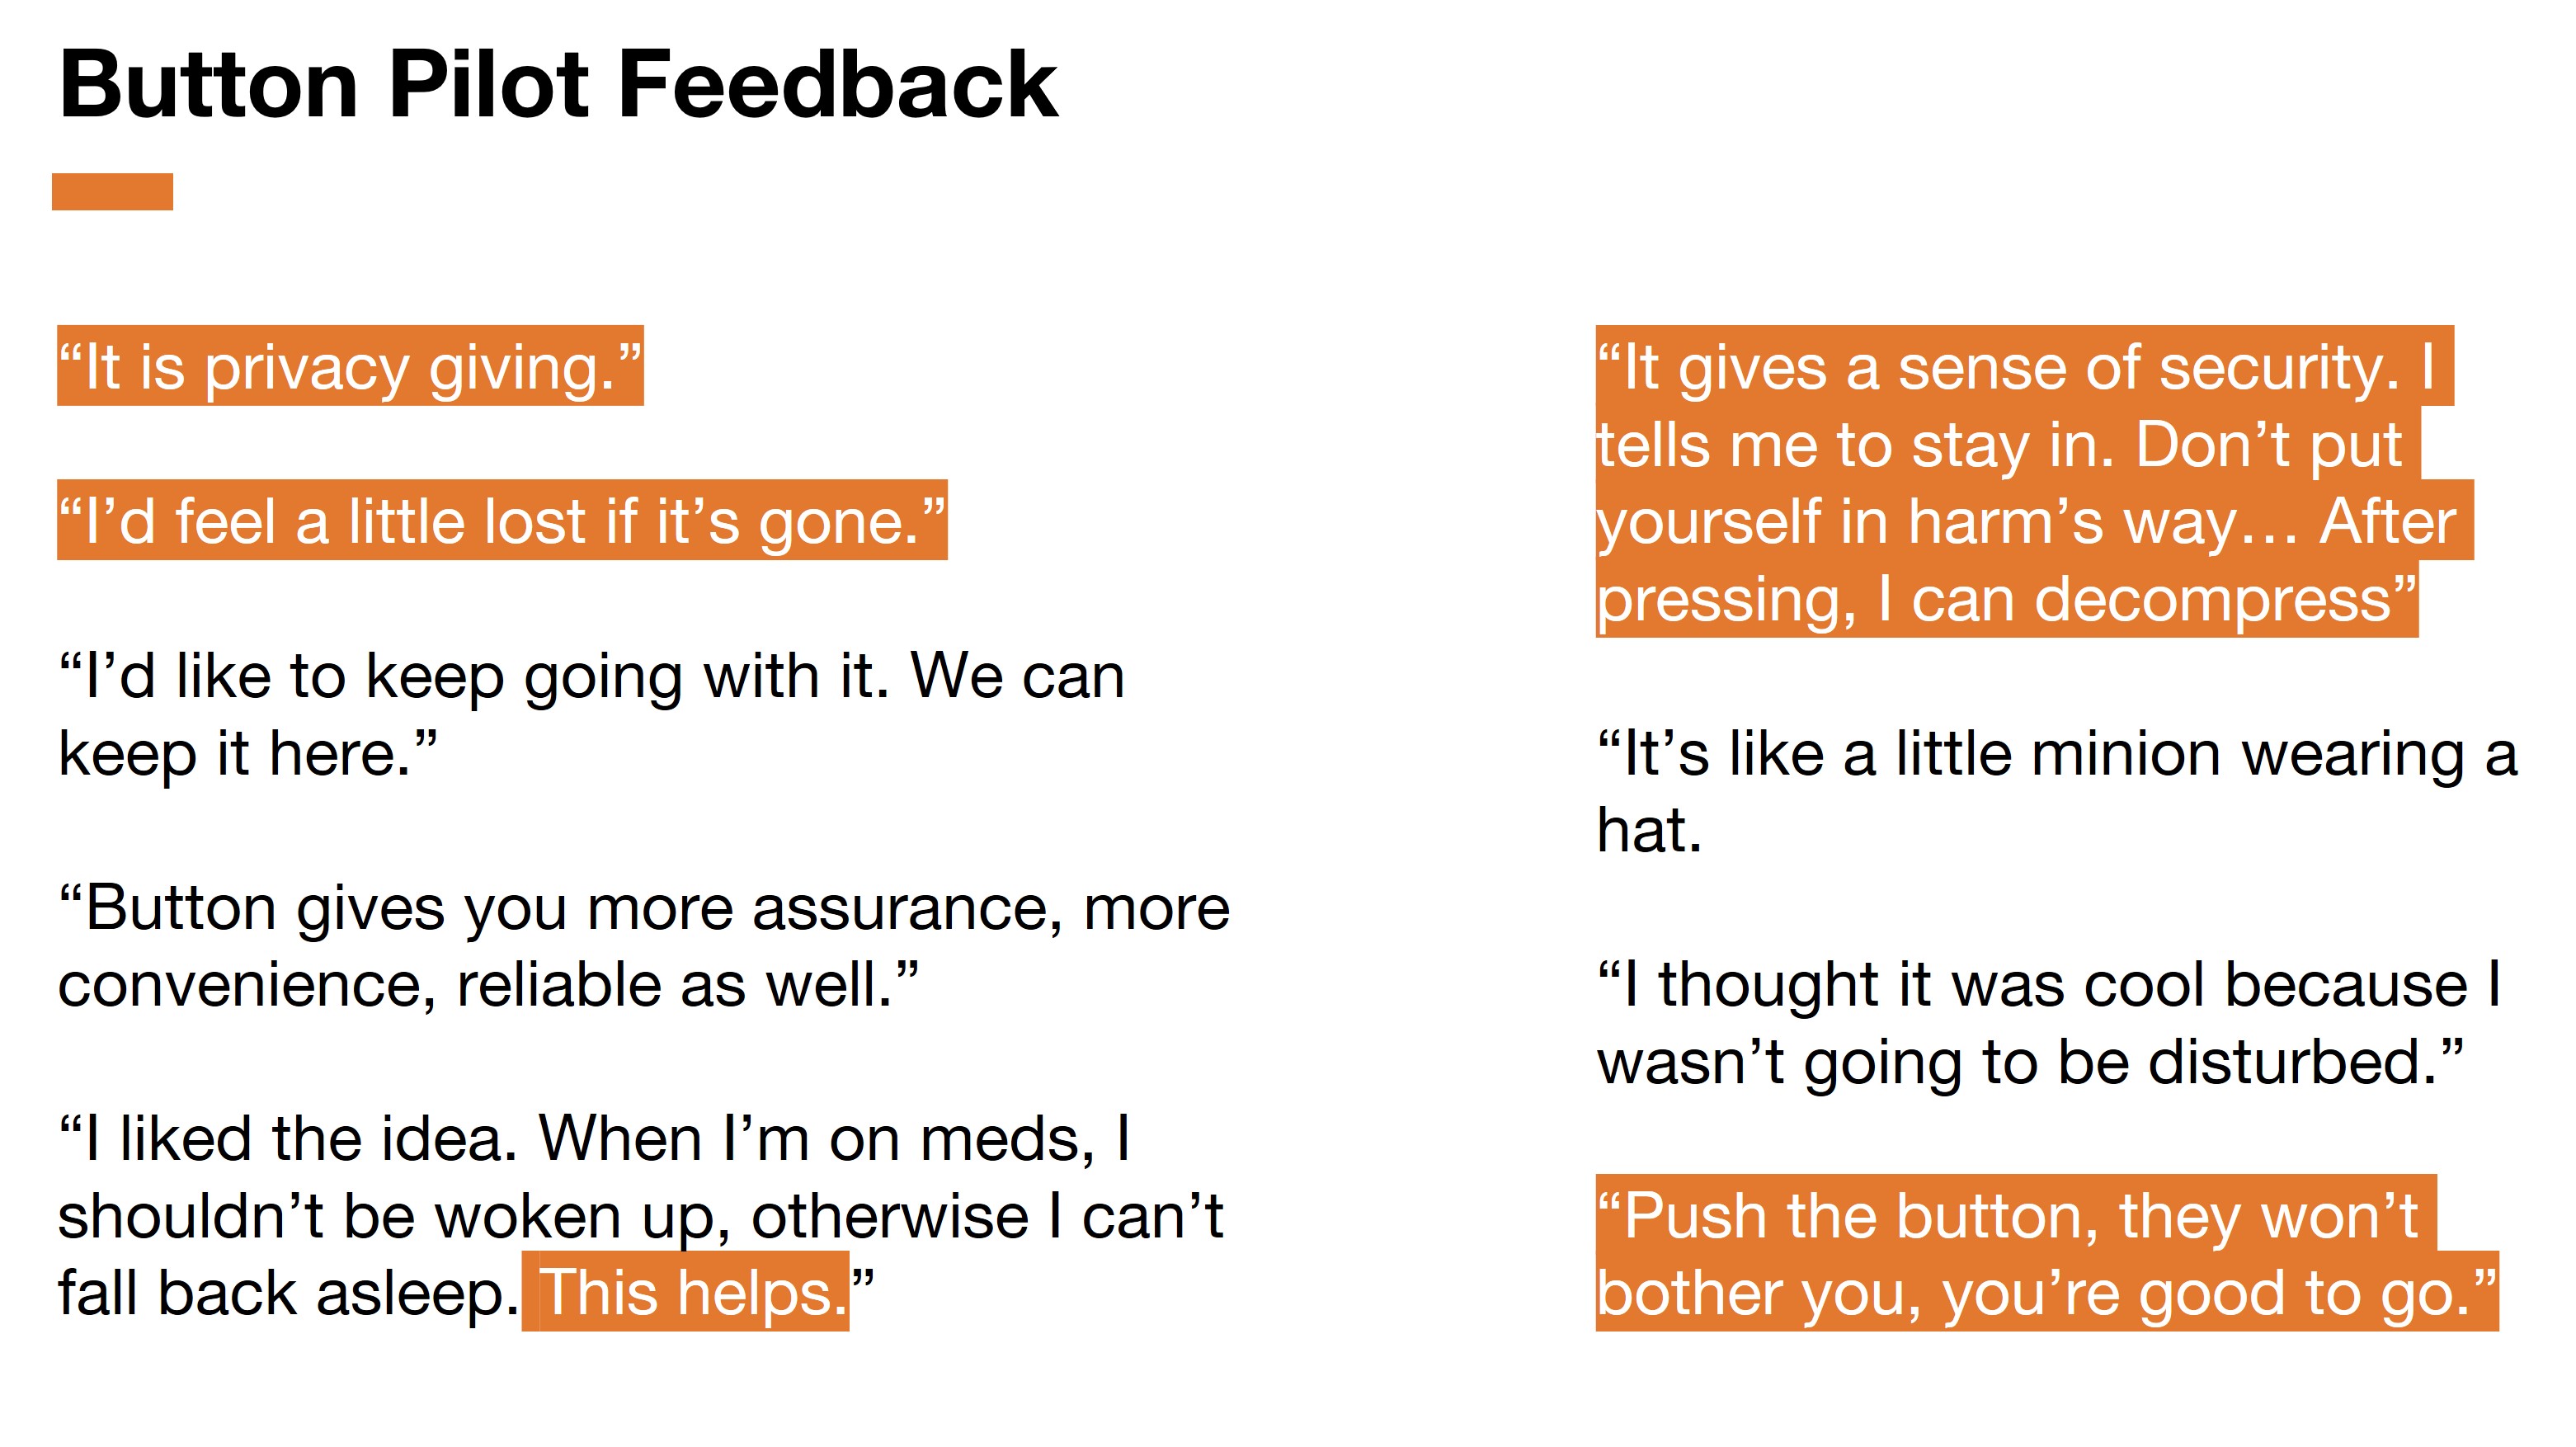 Button Pilot Feedback
“It is privacy giving.”
“I’d feel a little lost if it’s gone.”
“I’d like to keep going with it. We can
keep it here.”
“Button gives you more assurance, more
convenience, reliable as well.”
“I liked the idea. When I’m on meds, I
shouldn’t be woken up, otherwise I can’t
fall back asleep. This helps.”
“It gives a sense of security. I
tells me to stay in. Don’t put
yourself in harm’s way… After
pressing, I can decompress”
“It’s like a little minion wearing a
hat.
“I thought it was cool because I
wasn’t going to be disturbed.”
“Push the button, they won’t
bother you, you’re good to go.”